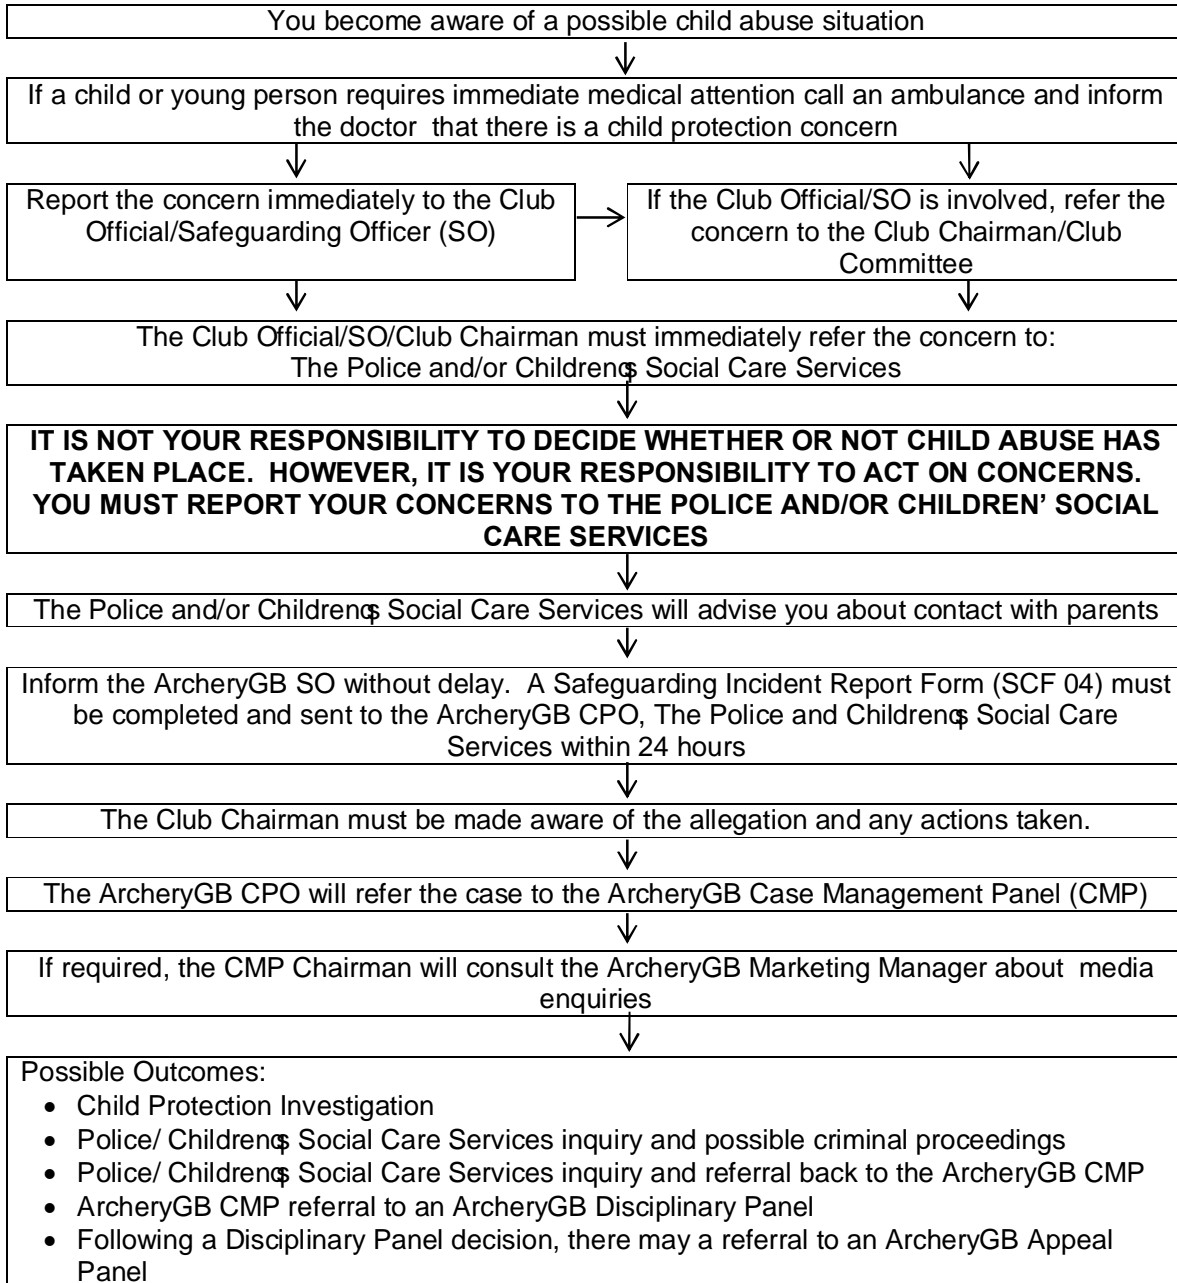 You become aware of a possible child abuse situation
If a child or young person requires immediate medical attention call an ambulance and inform
the doctor that there is a child protection concern
Report the concern immediately to the Club
Official/Safeguarding Officer (SO)
If the Club Official/SO is involved, refer the
concern to the Club Chairman/Club
Committee
The Club Official/SO/Club Chairman must immediately refer the concern to:
The Police and/or Childrenqs Social Care Services
IT IS NOT YOUR RESPONSIBILITY TO DECIDE WHETHER OR NOT CHILD ABUSE HAS
TAKEN PLACE. HOWEVER, IT IS YOUR RESPONSIBILITY TO ACT ON CONCERNS.
YOU MUST REPORT YOUR CONCERNS TO THE POLICE AND/OR CHILDREN’ SOCIAL
CARE SERVICES
The Police and/or Childrenqs Social Care Services will advise you about contact with parents
Inform the ArcheryGB SO without delay. A Safeguarding Incident Report Form (SCF 04) must
be completed and sent to the ArcheryGB CPO, The Police and Childrenqs Social Care
Services within 24 hours
The Club Chairman must be made aware of the allegation and any actions taken.
The ArcheryGB CPO will refer the case to the ArcheryGB Case Management Panel (CMP)
If required, the CMP Chairman will consult the ArcheryGB Marketing Manager about media
enquiries
Possible Outcomes:
• Child Protection Investigation
• Police/ Childrenqs Social Care Services inquiry and possible criminal proceedings
• Police/ Childrenqs Social Care Services inquiry and referral back to the ArcheryGB CMP
• ArcheryGB CMP referral to an ArcheryGB Disciplinary Panel
• Following a Disciplinary Panel decision, there may a referral to an ArcheryGB Appeal
Panel